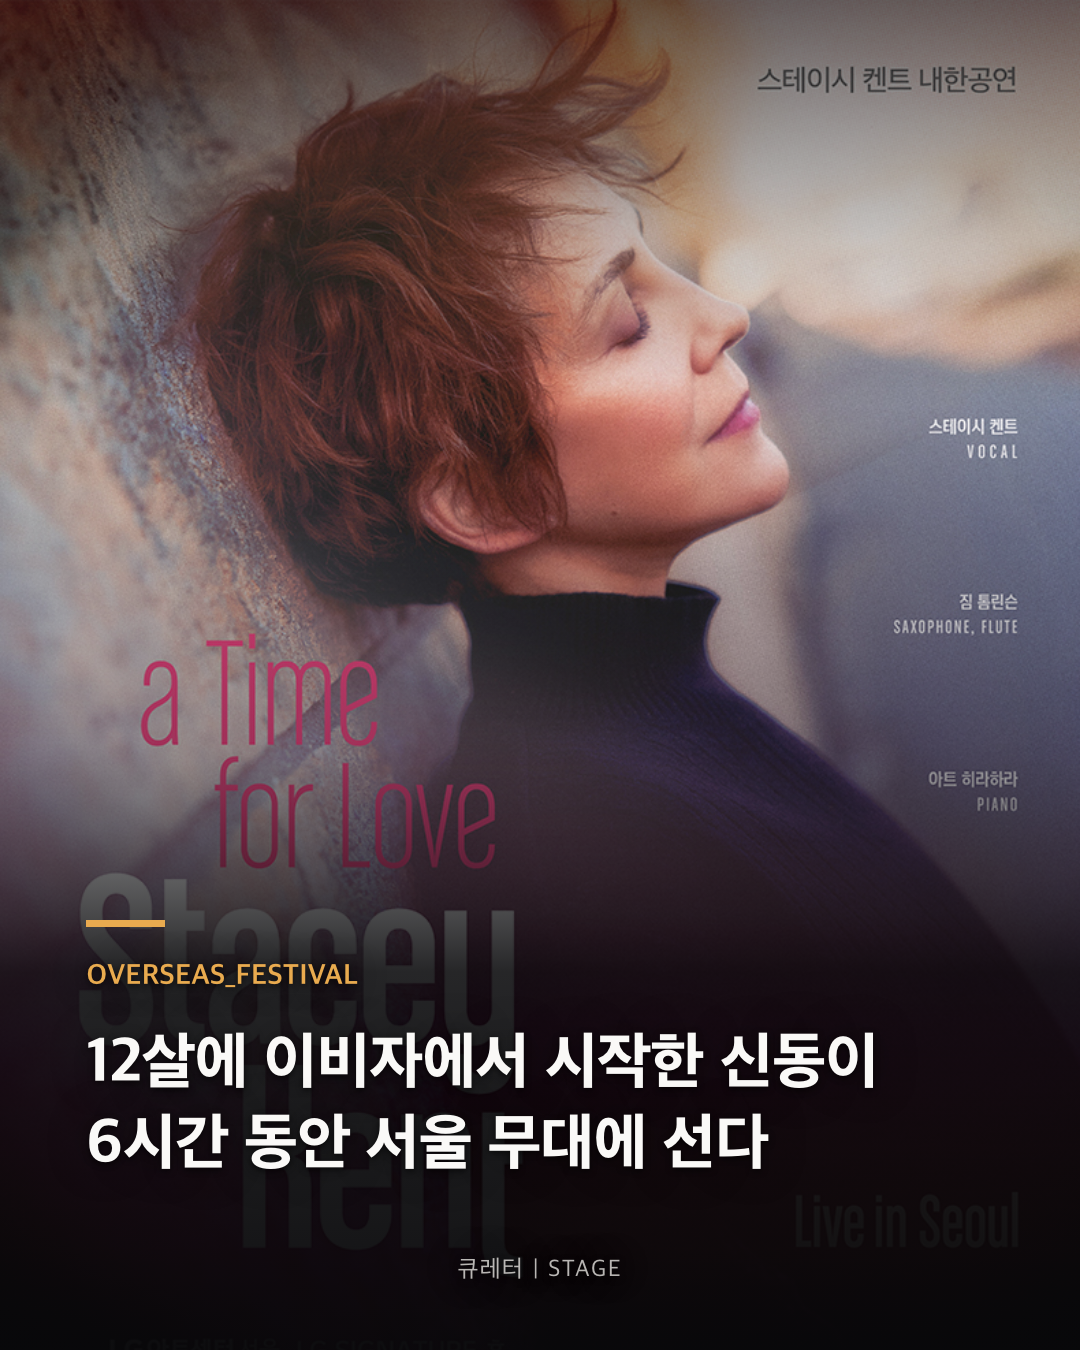 스테이시 켄트 내한공연
스테이시 켄트
VOCAL
짐 톰린슨
SAXOPHONE, FLUTE
아트 히라하라
PIANO
a Time
for Love
Stacey
Kent
OVERSEAS_FESTIVAL
12살에 이비자에서 시작한 신동이
6시간 동안 서울 무대에 선다
Live in Seoul
큐레터 | STAGE